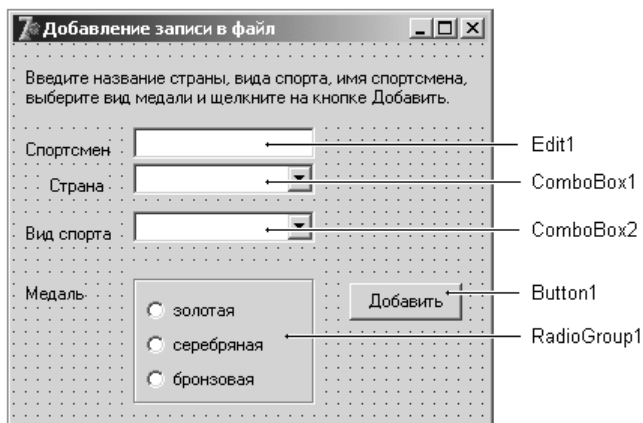 Добавление записи в файл
Введите название страны, вида спорта, имя спортсмена,
выберите вид медали и щелкните на кнопке Добавить.
Спортсмен
Edit1
Страна
ComboBox1
Вид спорта
ComboBox2
Медаль
золотая
серебряная
бронзовая
Добавить
Button1
RadioGroup1